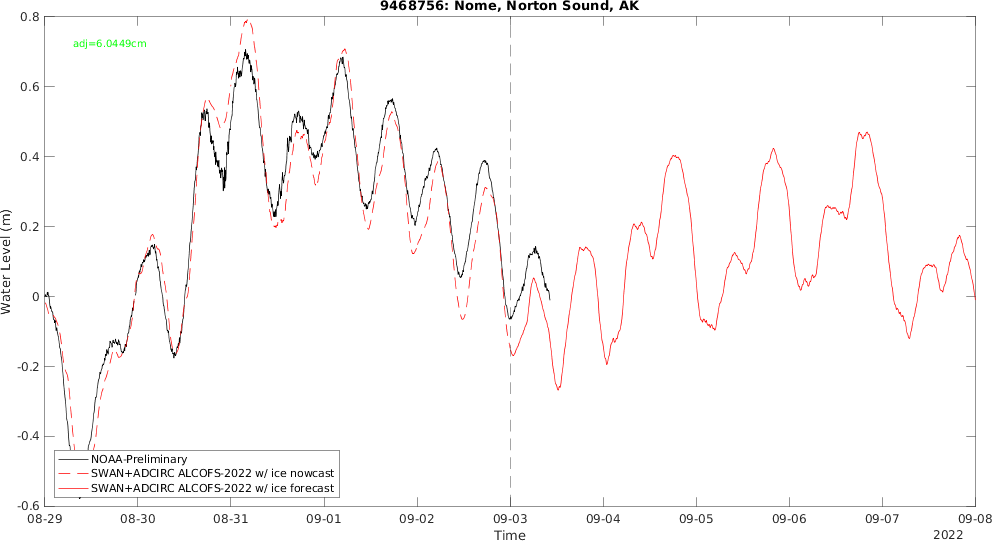 9468756: Nome, Norton Sound, AK
adj=6.0449cm
0.8
0.6
0.4
0.2
0
-0.2
-0.4
-0.6
Water Level (m)
NOAA-Preliminary
SWAN+ADCIRC ALCOFS-2022 w/ ice nowcast
SWAN+ADCIRC ALCOFS-2022 w/ ice forecast
08-29 08-30 08-31 09-01 09-02 09-03 09-04 09-05 09-06 09-07 09-08
Time
2022